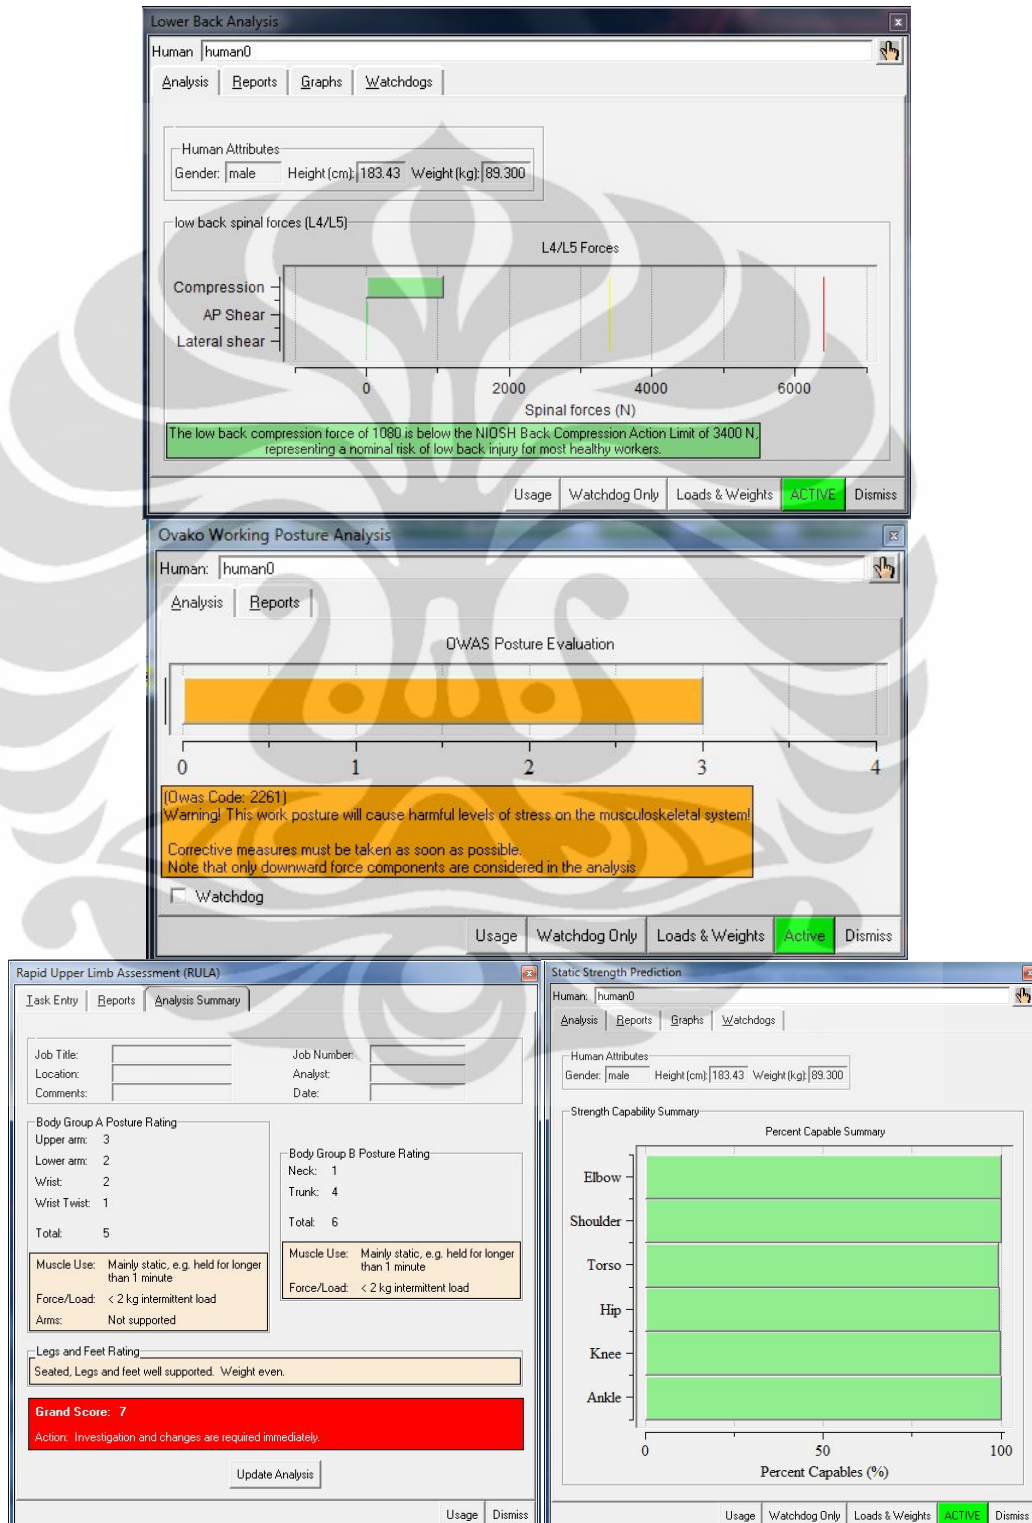 Lower Back Analysis
Human human0
Analysis Reports Graphs Watchdogs
Human Attributes
Gender: male Height (cm): 183.43 Weight (kg): 89.300
low back spinal forces (L4/L5)
L4/L5 Forces
Compression
AP Shear
Lateral shear
0 2000 4000 6000
Spinal forces (N)
The low back compression force of 1080 is below the NIOSH Back Compression Action Limit of 3400 N,
representing a nominal risk of low back injury for most healthy workers.
Usage Watchdog Only Loads & Weights ACTIVE Dismiss
Ovako Working Posture Analysis
Human: human0
Analysis Reports
OWAS Posture Evaluation
0 1 2 3 4
(Owas Code: 2261)
Warning! This work posture will cause harmful levels of stress on the musculoskeletal system!
Corrective measures must be taken as soon as possible.
Note that only downward force components are considered in the analysis
Watchdog
Usage Watchdog Only Loads & Weights Active Dismiss
Rapid Upper Limb Assessment (RULA)
Task Entry Reports Analysis Summary
Job Title: Job Number:
Location: Analyst:
Comments: Date:
Body Group A Posture Rating
Upper arm: 3
Lower arm: 2
Wrist: 2
Wrist Twist: 1
Total: 5
Muscle Use: Mainly static, e.g. held for longer
than 1 minute
Force/Load: < 2 kg intermittent load
Arms: Not supported
Body Group B Posture Rating
Neck: 1
Trunk: 4
Total: 6
Muscle Use: Mainly static, e.g. held for longer
than 1 minute
Force/Load: < 2 kg intermittent load
Legs and Feet Rating
Seated, Legs and feet well supported. Weight even.
Grand Score: 7
Action: Investigation and changes are required immediately.
Update Analysis
Usage Dismiss
Static Strength Prediction
Human: human0
Analysis Reports Graphs Watchdogs
Human Attributes
Gender: male Height (cm): 183.43 Weight (kg): 89.300
Strength Capability Summary
Percent Capable Summary
Elbow
Shoulder
Torso
Hip
Knee
Ankle
0 50 100
Percent Capables (%)
Usage Watchdog Only Loads & Weights ACTIVE Dismiss